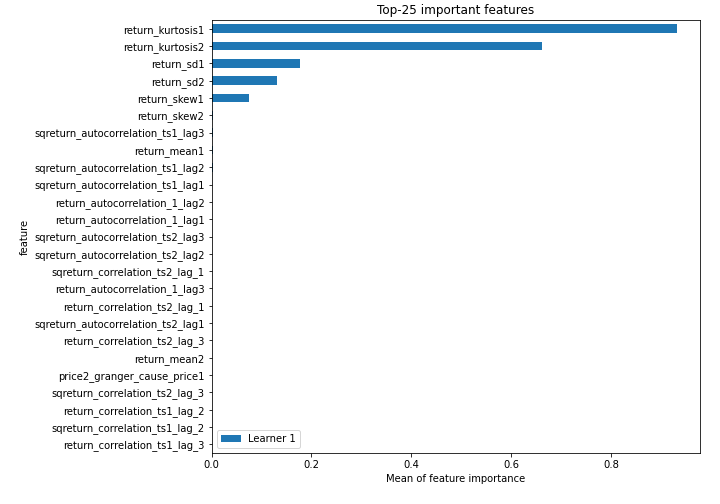 Top-25 important features
return_kurtosis1
return_kurtosis2
return_sd1
return_sd2
return_skew1
return_skew2
sqreturn_autocorrelation_ts1_lag3
return_mean1
sqreturn_autocorrelation_ts1_lag2
sqreturn_autocorrelation_ts1_lag1
return_autocorrelation_1_lag2
return_autocorrelation_1_lag1
sqreturn_autocorrelation_ts2_lag3
sqreturn_autocorrelation_ts2_lag2
sqreturn_correlation_ts2_lag_1
return_autocorrelation_1_lag3
return_correlation_ts2_lag_1
sqreturn_autocorrelation_ts2_lag1
return_correlation_ts2_lag_3
return_mean2
price2_granger_cause_price1
sqreturn_correlation_ts2_lag_3
return_correlation_ts1_lag_2
sqreturn_correlation_ts1_lag_2
return_correlation_ts1_lag_3
feature
Learner 1
0.0 0.2 0.4 0.6 0.8
Mean of feature importance